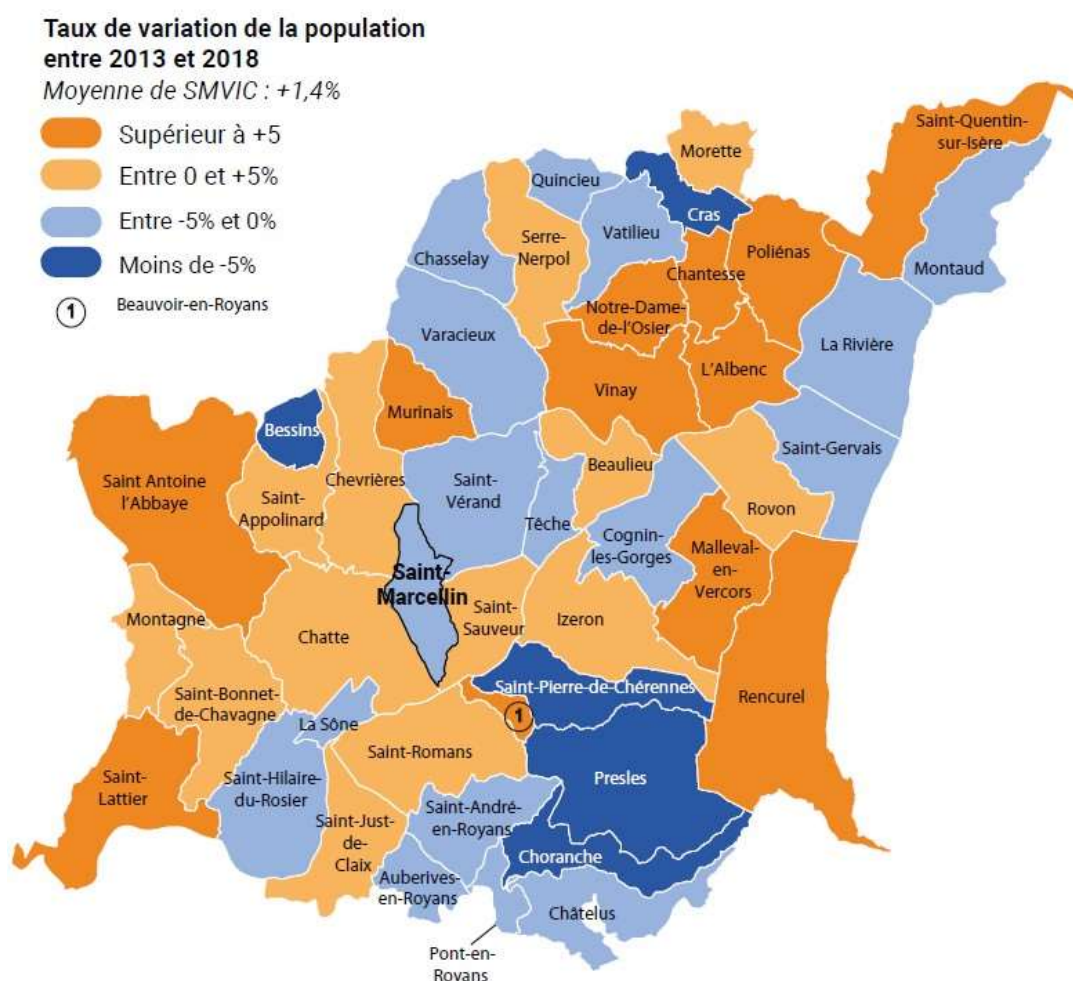 Taux de variation de la population
entre 2013 et 2018
Moyenne de SMVIC : +1,4%
Supérieur à +5
Entre 0 et +5%
Entre -5% et 0%
Moins de -5%
1 Beauvoir-en-Royans
Saint-Quentin-
sur-Isère
Morette
Quincieu
Cras
Vatilieu
Serre-
Nerpol
Chasselay
Poliénas
Montaud
Chantesse
Notre-Dame-
de-l'Osier
Varacieux
La Rivière
L'Albenc
Vinay
Murinais
Bessins
Saint-Gervais
Beaulieu
Saint Antoine
l'Abbaye
Chevrières
Saint-
Vérand
Saint-
Appolinard
Rovon
Têche
Cognin-
les-Gorges
Malleval-
en-
Vercors
Saint-
Marcellin
Saint-
Sauveur
Izeron
Montagne
Chatte
Saint-Pierre-de-Chérennes
Saint-Bonnet-
de-Chavagne
Rencurel
1
La Sône
Saint-Romans
Saint-
Lattier
Saint-Hilaire-
du-Rosier
Presles
Saint-André-
en-Royans
Saint-Just-
de-
Claix
Choranche
Auberives-
en-Royans
Châtelus
Pont-en-
Royans